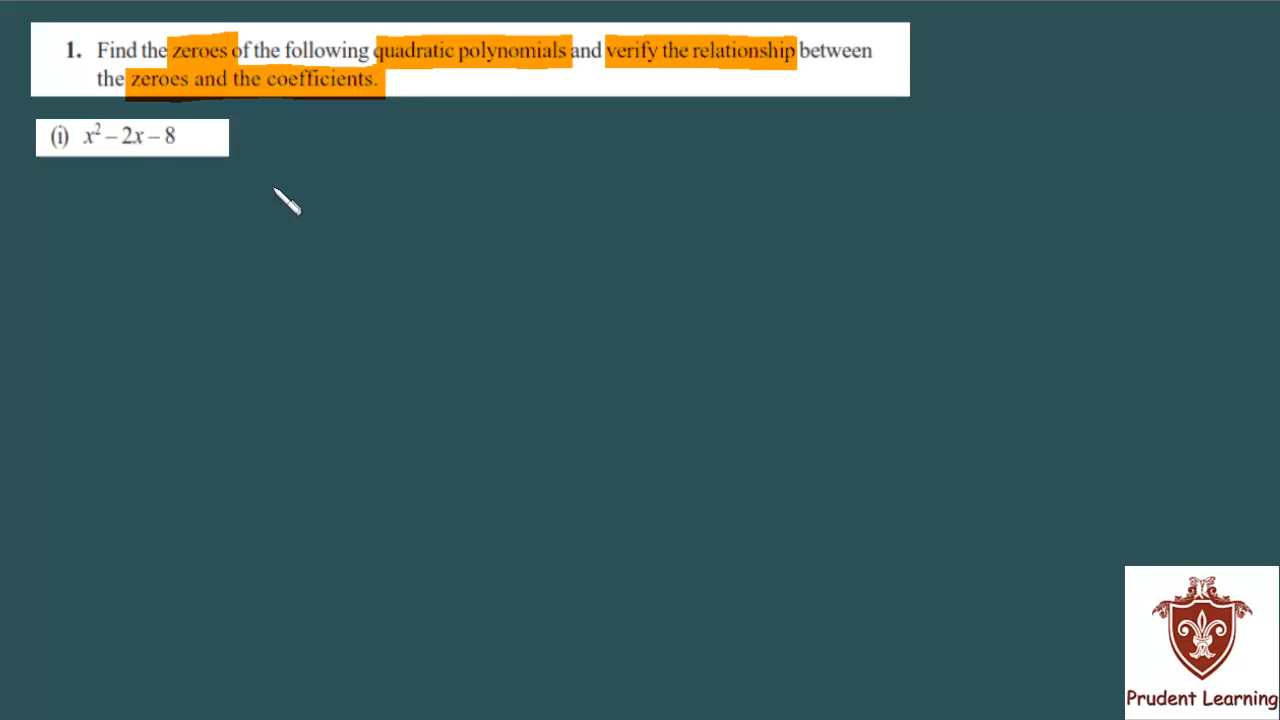 1. Find the zeroes of the following quadratic polynomials and verify the relationship between
the zeroes and the coefficients.
(i) x² – 2x – 8
Prudent Learning